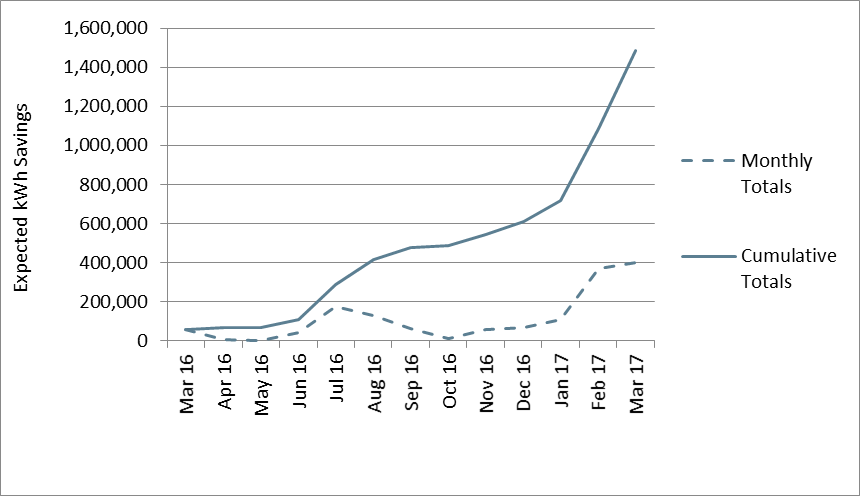 1,600,000
1,400,000
1,200,000
1,000,000
800,000
600,000
400,000
200,000
0
Expected kWh Savings
Mar 16
Apr 16
May 16
Jun 16
Jul 16
Aug 16
Sep 16
Oct 16
Nov 16
Dec 16
Jan 17
Feb 17
Mar 17
Monthly
Totals
Cumulative
Totals